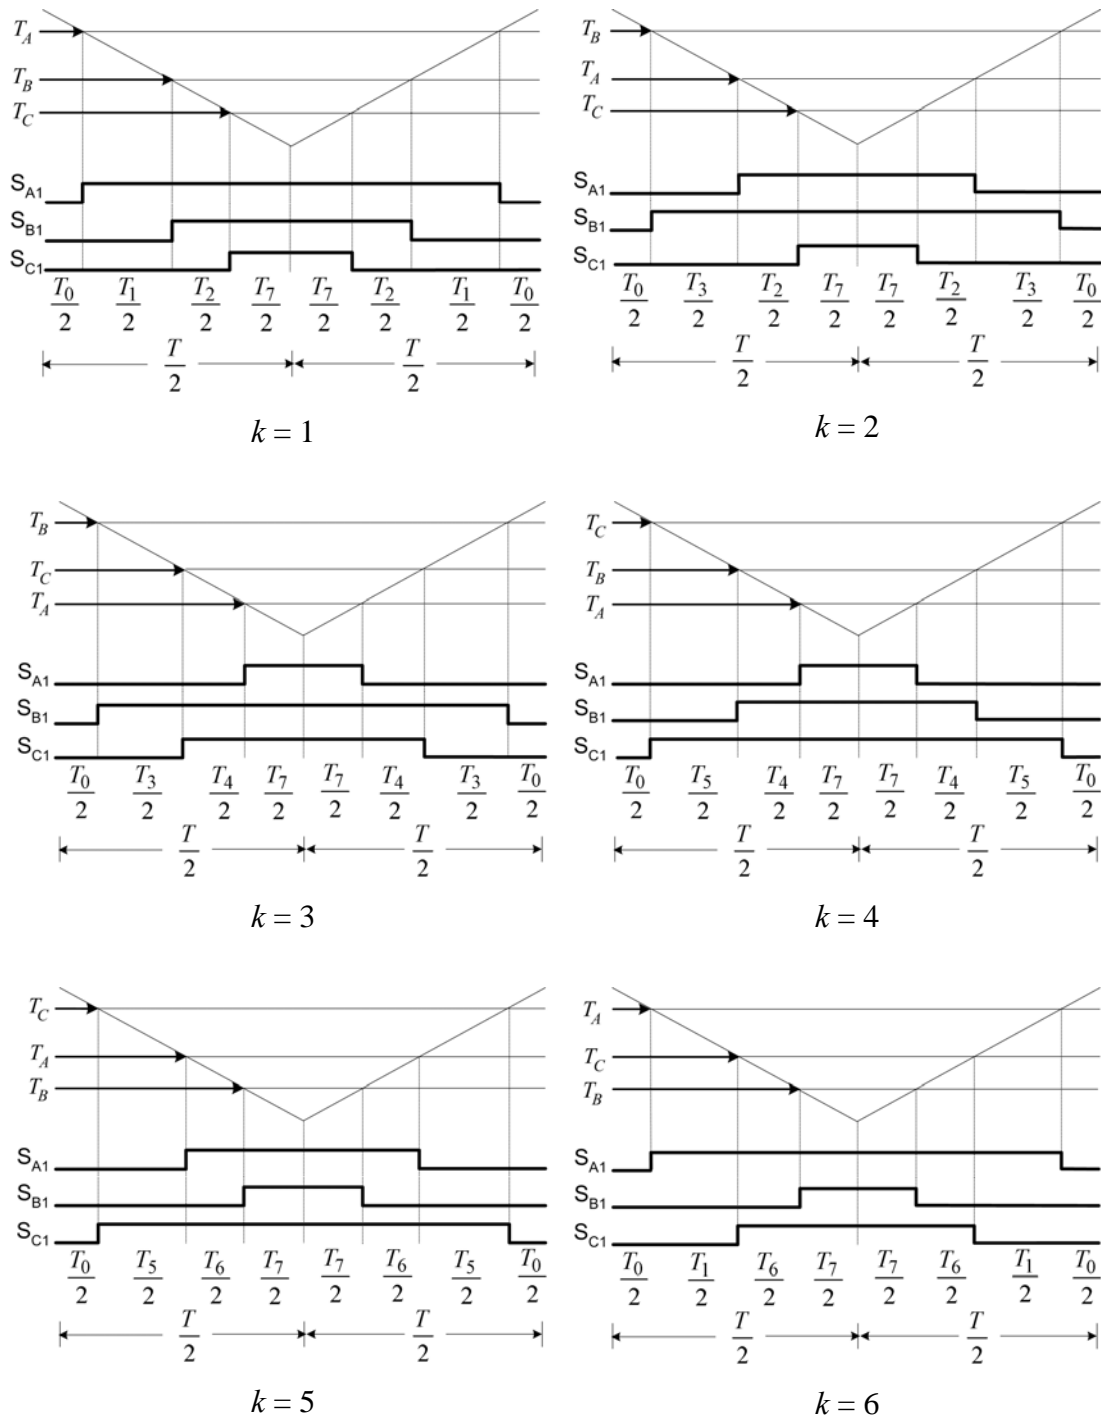 T_A
T_B
T_C
S_A1
S_B1
S_C1
T_0/2 T_1/2 T_2/2 T_7/2 T_7/2 T_2/2 T_1/2 T_0/2
T/2 T/2
k = 1
T_B
T_A
T_C
S_A1
S_B1
S_C1
T_0/2 T_3/2 T_2/2 T_7/2 T_7/2 T_2/2 T_3/2 T_0/2
T/2 T/2
k = 2
T_B
T_C
T_A
S_A1
S_B1
S_C1
T_0/2 T_3/2 T_4/2 T_7/2 T_7/2 T_4/2 T_3/2 T_0/2
T/2 T/2
k = 3
T_C
T_B
T_A
S_A1
S_B1
S_C1
T_0/2 T_5/2 T_4/2 T_7/2 T_7/2 T_4/2 T_5/2 T_0/2
T/2 T/2
k = 4
T_C
T_A
T_B
S_A1
S_B1
S_C1
T_0/2 T_5/2 T_6/2 T_7/2 T_7/2 T_6/2 T_5/2 T_0/2
T/2 T/2
k = 5
T_A
T_C
T_B
S_A1
S_B1
S_C1
T_0/2 T_1/2 T_6/2 T_7/2 T_7/2 T_6/2 T_1/2 T_0/2
T/2 T/2
k = 6